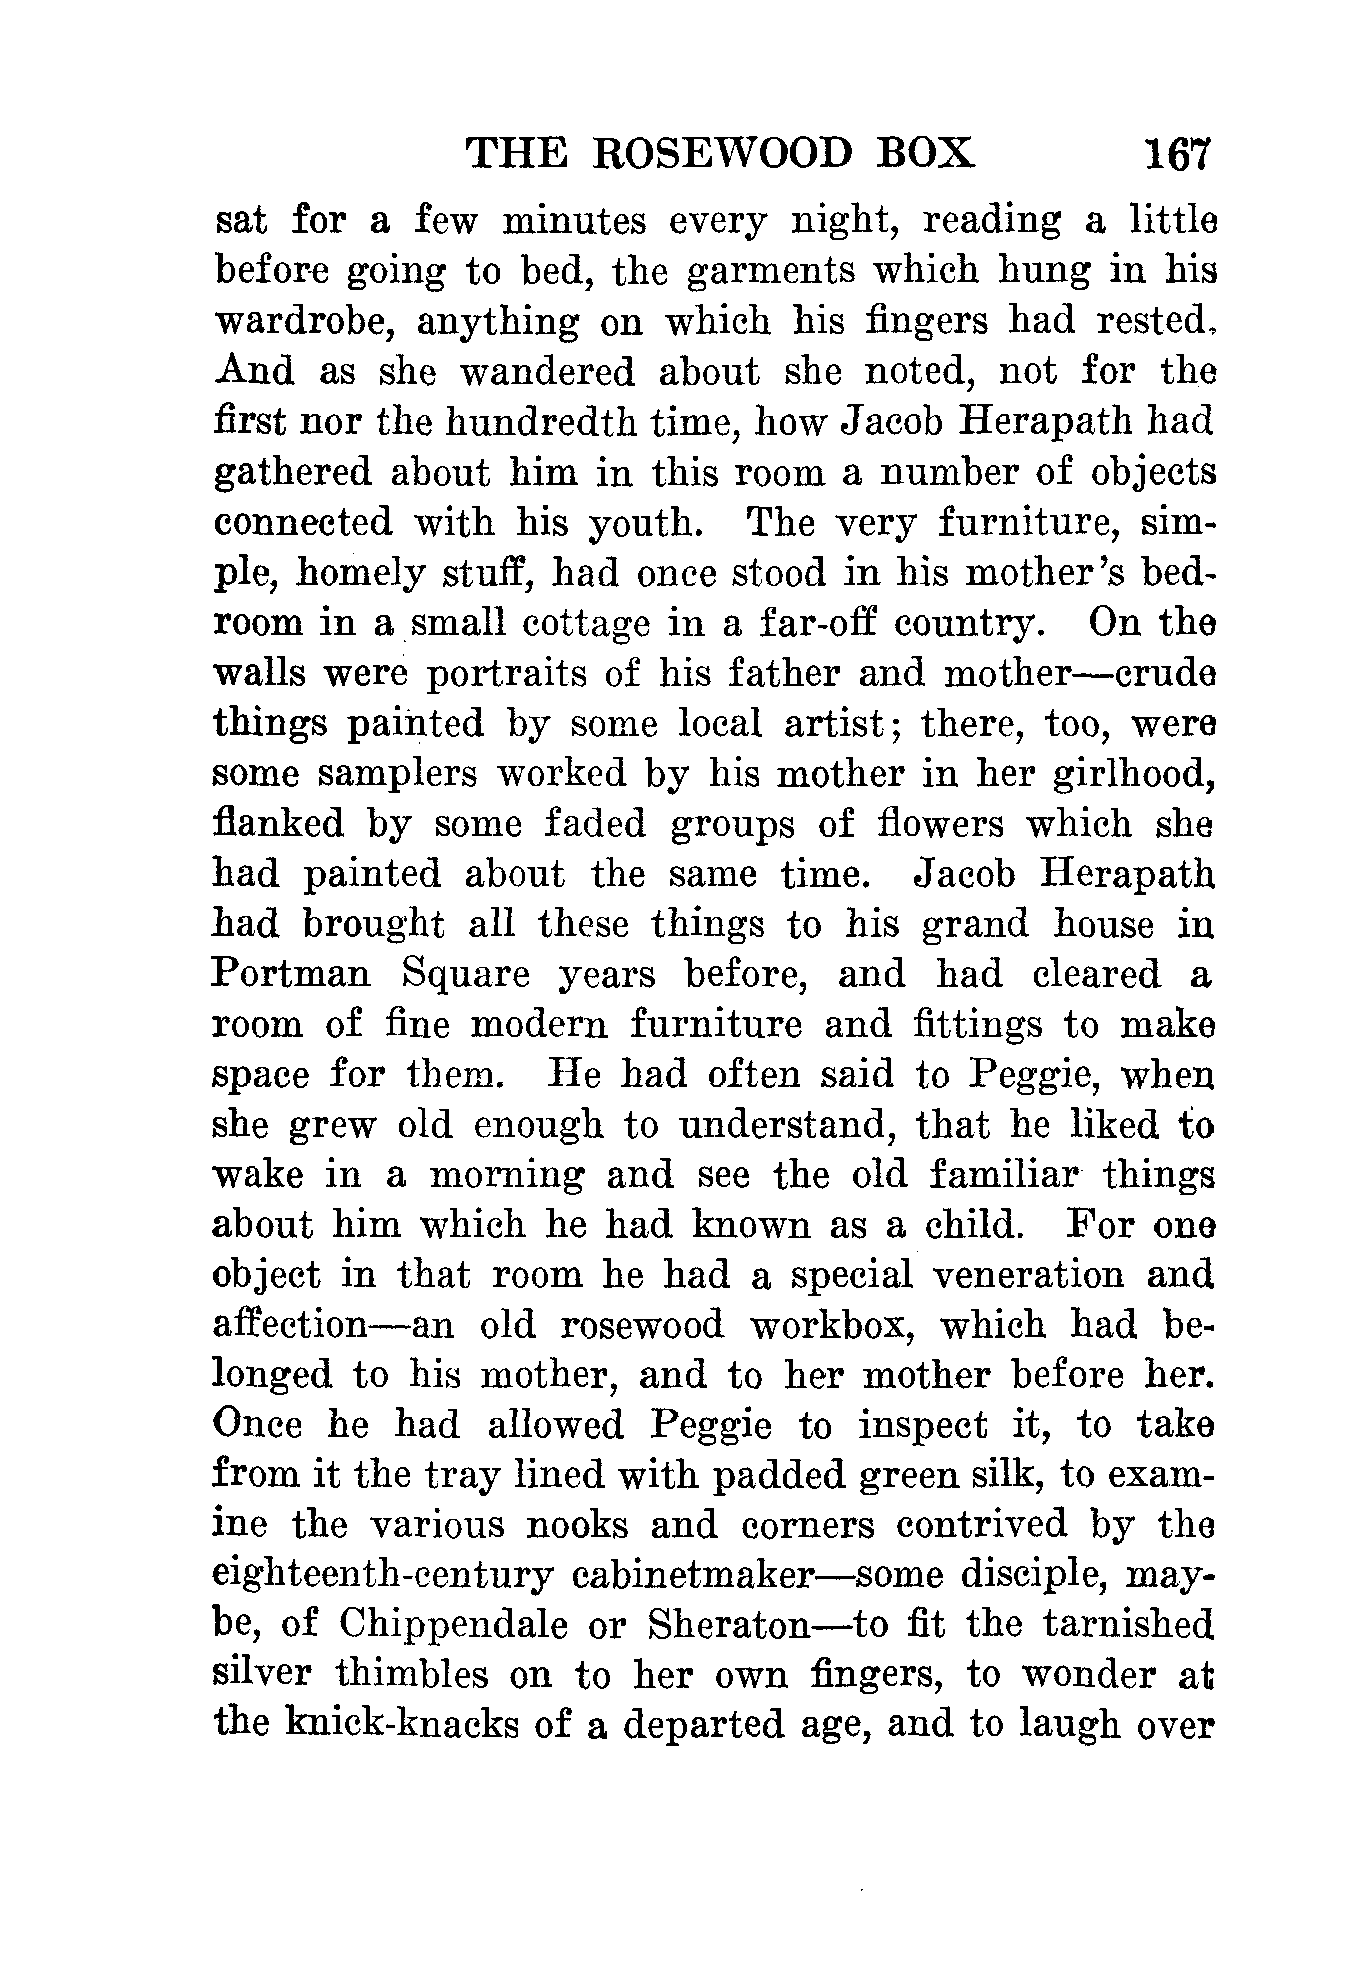 THE ROSEWOOD BOX 167
sat for a few minutes every night, reading a little
before going to bed, the garments which hung in his
wardrobe, anything on which his fingers had rested.
And as she wandered about she noted, not for the
first nor the hundredth time, how Jacob Herapath had
gathered about him in this room a number of objects
connected with his youth. The very furniture, sim-
ple, homely stuff, had once stood in his mother's bed-
room in a small cottage in a far-off country. On the
walls were portraits of his father and mother—crude
things painted by some local artist; there, too, were
some samplers worked by his mother in her girlhood,
flanked by some faded groups of flowers which she
had painted about the same time. Jacob Herapath
had brought all these things to his grand house in
Portman Square years before, and had cleared a
room of fine modern furniture and fittings to make
space for them. He had often said to Peggie, when
she grew old enough to understand, that he liked to
wake in a morning and see the old familiar things
about him which he had known as a child. For one
object in that room he had a special veneration and
affection—an old rosewood workbox, which had be-
longed to his mother, and to her mother before her.
Once he had allowed Peggie to inspect it, to take
from it the tray lined with padded green silk, to exam-
ine the various nooks and corners contrived by the
eighteenth-century cabinetmaker—some disciple, may-
be, of Chippendale or Sheraton—to fit the tarnished
silver thimbles on to her own fingers, to wonder at
the knick-knacks of a departed age, and to laugh over